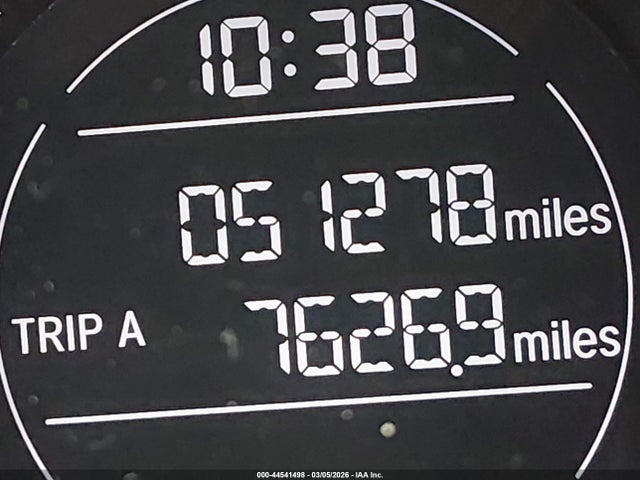 10:38
051278 miles
TRIP A 7626.9 miles
000-44541498 - 03/05/2026 - IAA Inc.